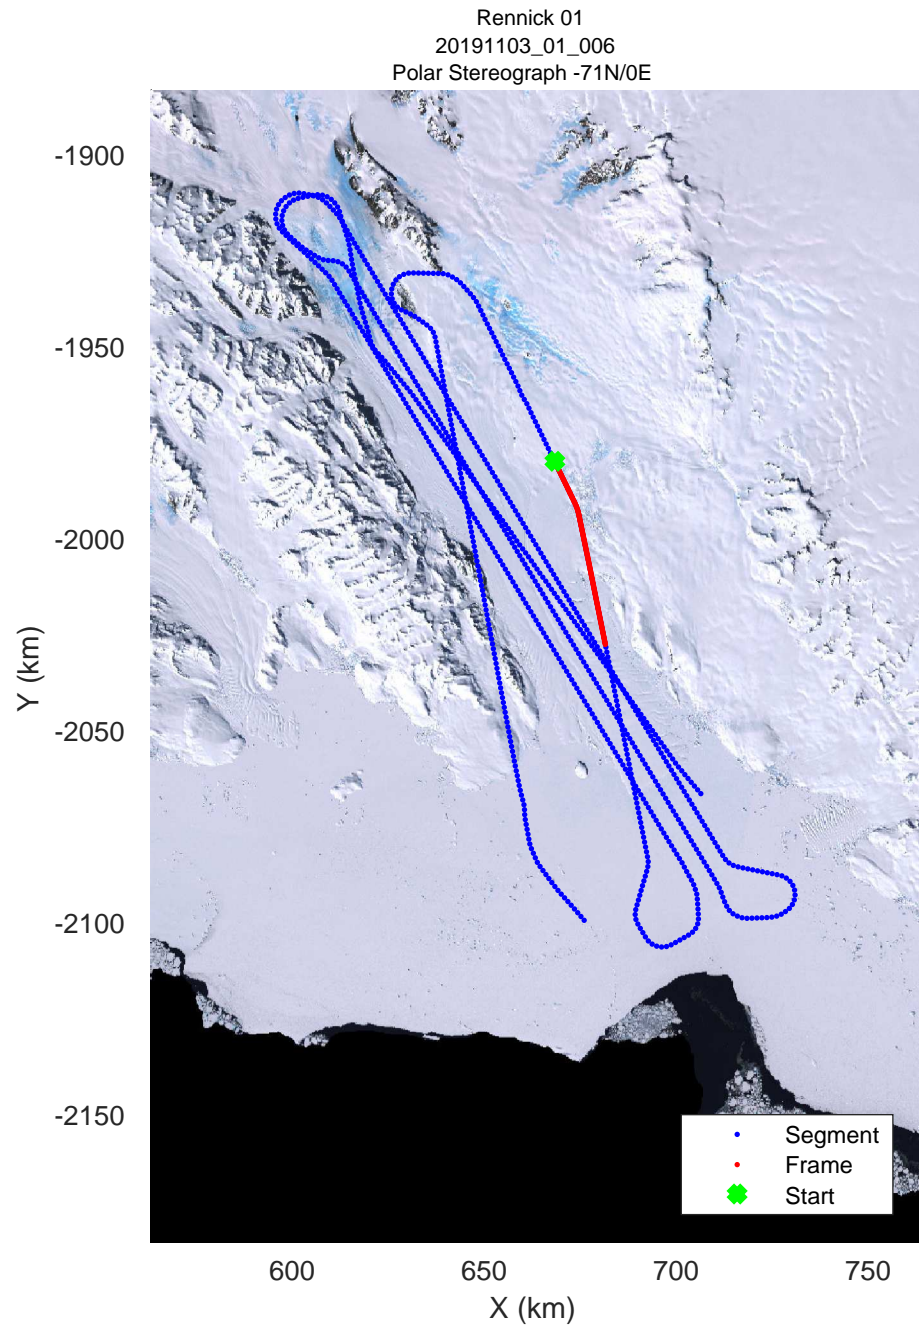 Rennick 01
20191103_01_006
Polar Stereograph -71N/0E
-1900
-1950
-2000
-2050
-2100
-2150
Y (km)
600 650 700 750
X (km)
Segment
Frame
Start